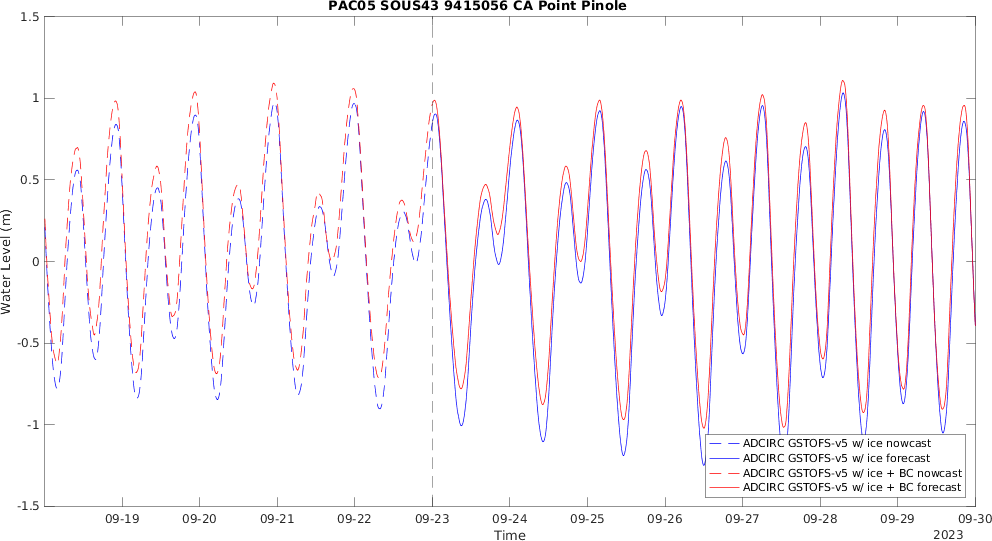 PAC05 SOUS43 9415056 CA Point Pinole
1.5
1
0.5
0
-0.5
-1
-1.5
Water Level (m)
ADCIRC GSTOFS-v5 w/ ice nowcast
ADCIRC GSTOFS-v5 w/ ice forecast
ADCIRC GSTOFS-v5 w/ ice + BC nowcast
ADCIRC GSTOFS-v5 w/ ice + BC forecast
09-19 09-20 09-21 09-22 09-23 09-24 09-25 09-26 09-27 09-28 09-29 09-30
Time
2023